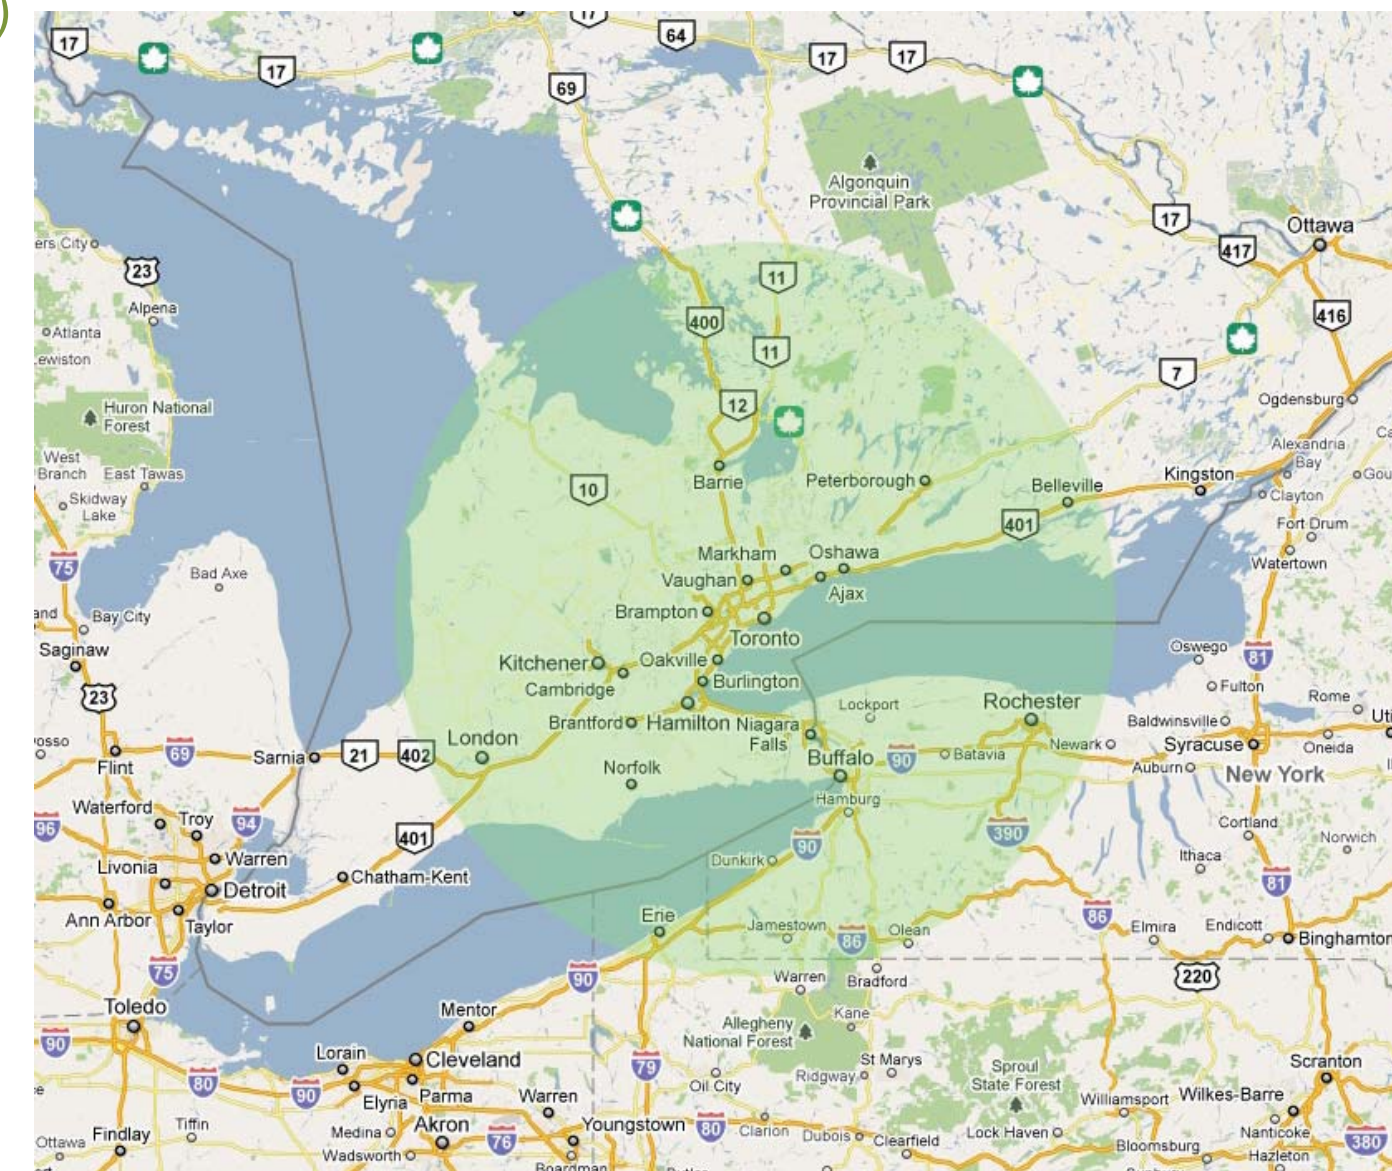 17
17
17
64
17
17
69
Algonquin
Provincial Park
17
Ottawa
417
ers City
23
11
Alpena
416
400
Atlanta
ewiston
11
7
12
Ogdensburg
Huron National
Forest
Alexandria
Bay
West
Branch
East Tawas
Skidway
Lake
Barrie
Peterborough
Belleville
Kingston
Gou
Clayton
10
401
Fort Drum
Watertown
75
Markham
Oshawa
Bad Axe
Vaughan
Ajax
and
Bay City
Brampton
Toronto
Saginaw
Kitchener
Oakville
Cambridge
Burlington
Oswego
81
23
Fulton
Rome
Lockport
Rochester
Brantford
Hamilton
Niagara
Falls
Baldwinsville
Uti
osso
69
Sarnia
21
402
London
Newark
Syracuse
Oneida
Flint
Buffalo
90
Batavia
Auburn
New York
Norfolk
Hamburg
Waterford
Troy
94
96
401
90
390
Cortland
Norwich
Livonia
Warren
Dunkirk
Ithaca
Detroit
Chatham-Kent
81
Ann Arbor
Taylor
Erie
Jamestown
86
Olean
86
Elmira
Endicott
Binghamton
75
90
Warren
Bradford
220
Toledo
Mentor
Kane
Allegheny
National Forest
90
Lorain
Cleveland
79
St Marys
Ridgway
Sproul
State Forest
Scranton
80
90
Elyria
Parma
Oil City
Warren
Williamsport
Wilkes-Barre
Tiffin
Akron
Youngstown
80
Clarion
Dubois
Lock Haven
Nanticoke
Ottawa
Findlay
Medina
76
Clearfield
Bloomsburg
380
Wadsworth
Boardman
Hazleton